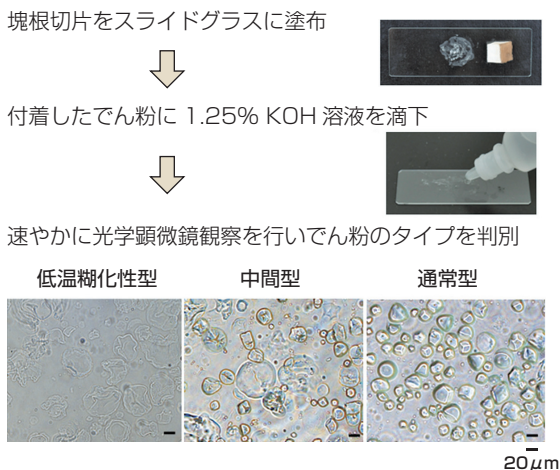 塊根切片をスライドグラスに塗布
付着したでん粉に 1.25% KOH 溶液を滴下
速やかに光学顕微鏡観察を行いでん粉のタイプを判別
低温糊化性型 中間型 通常型
20μm